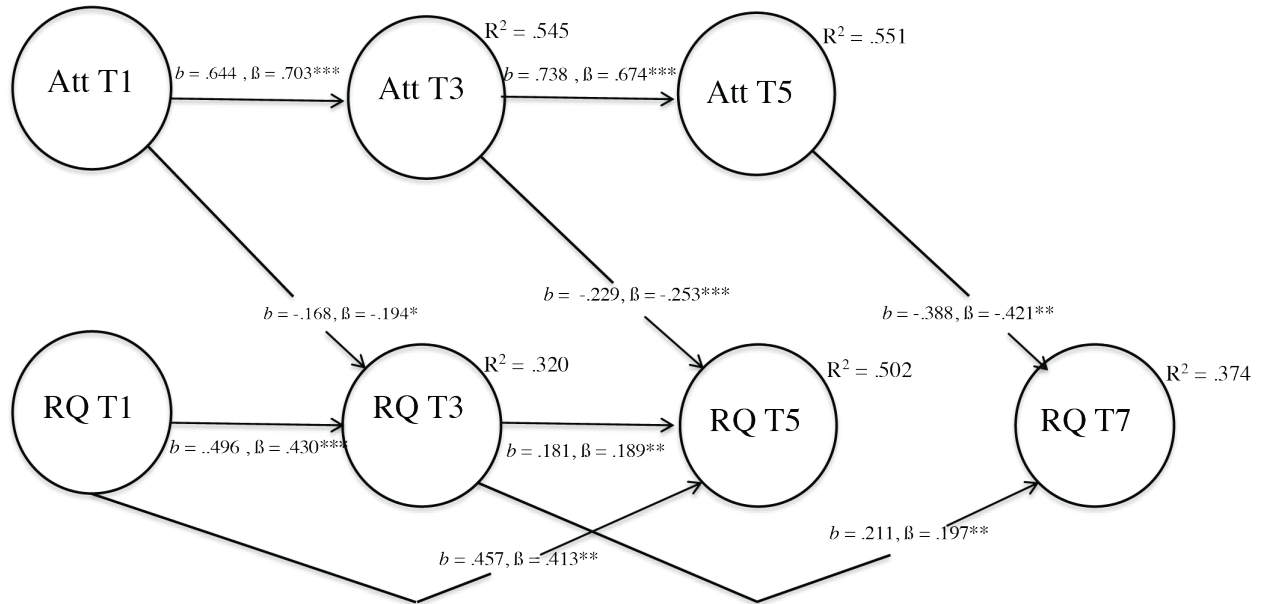 R² = .545
R² = .551
Att T1
b = .644 , ß = .703***
Att T3
b = .738 , ß = .674***
Att T5
b = -.168, ß = -.194*
b = -.229, ß = -.253***
b = -.388, ß = -.421**
R² = .320
R² = .502
R² = .374
RQ T1
b = ..496 , ß = .430***
RQ T3
b = .181, ß = .189**
RQ T5
RQ T7
b = .457, ß = .413**
b = .211, ß = .197**